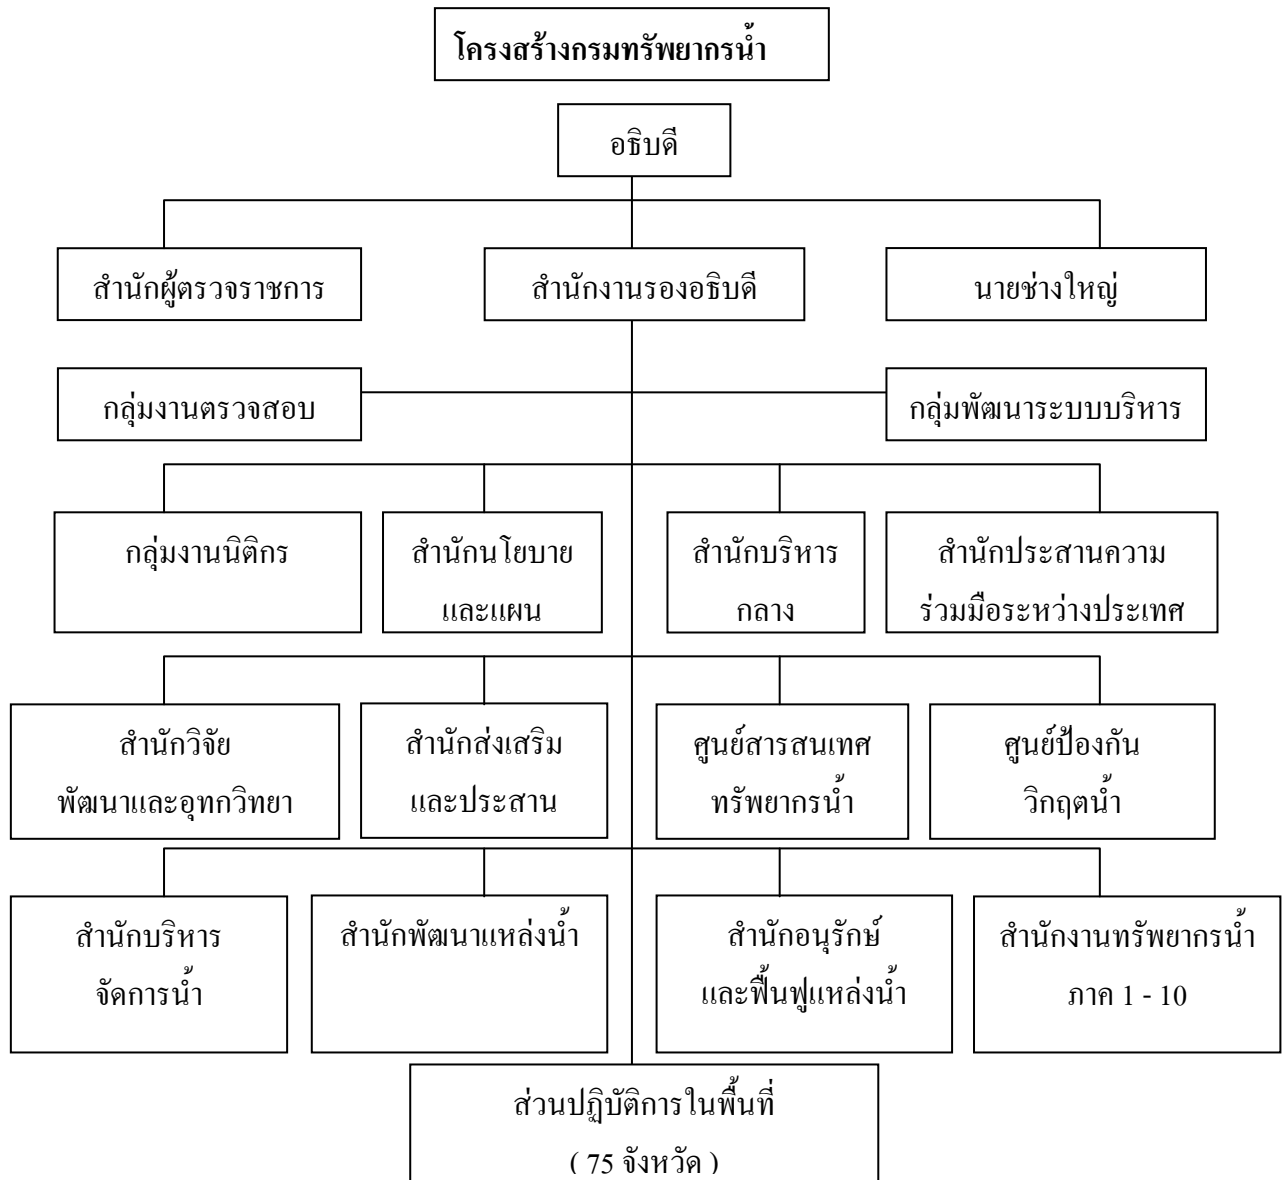 โครงสร้างกรมทรัพยากรน้ำ
อธิบดี
สำนักผู้ตรวจราชการ
สำนักงานรองอธิบดี
นายช่างใหญ่
กลุ่มงานตรวจสอบ
กลุ่มพัฒนาระบบบริหาร
กลุ่มงานนิติกร
สำนักนโยบาย
และแผน
สำนักบริหาร
กลาง
สำนักประสานความ
ร่วมมือระหว่างประเทศ
สำนักวิจัย
พัฒนาและอุทกวิทยา
สำนักส่งเสริม
และประสาน
ศูนย์สารสนเทศ
ทรัพยากรน้ำ
ศูนย์ป้องกัน
วิกฤตน้ำ
สำนักบริหาร
จัดการน้ำ
สำนักพัฒนาแหล่งน้ำ
สำนักอนุรักษ์
และฟื้นฟูแหล่งน้ำ
สำนักงานทรัพยากรน้ำ
ภาค 1 - 10
ส่วนปฏิบัติการในพื้นที่
( 75 จังหวัด )